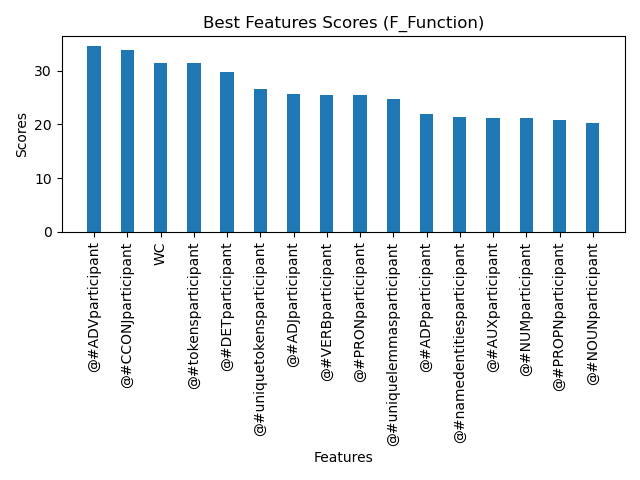 Best Features Scores (F_Function)
Scores
30
20
10
0
@#ADVparticipant
@#CCONJparticipant
WC
@#tokensparticipant
@#DETparticipant
@#uniquetokensparticipant
@#ADJparticipant
@#VERBparticipant
@#PRONparticipant
@#uniquelemmasparticipant
@#ADPparticipant
@#namedentitiesparticipant
@#AUXparticipant
@#NUMparticipant
@#PROPNparticipant
@#NOUNparticipant
Features